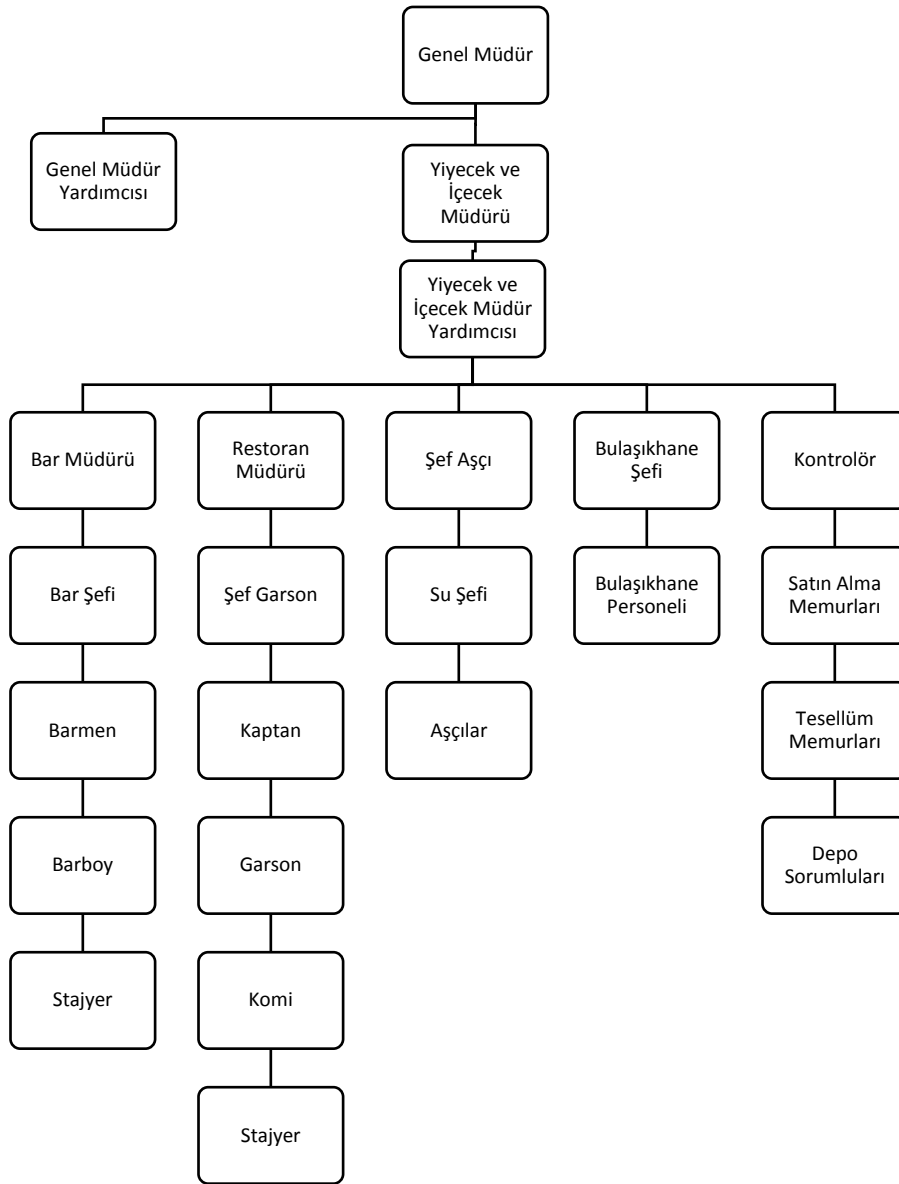 Genel Müdür
Genel Müdür
Yardımcısı
Yiyecek ve
İçecek
Müdürü
Yiyecek ve
İçecek Müdür
Yardımcısı
Bar Müdürü
Restoran
Müdürü
Şef Aşçı
Bulaşıkhane
Şefi
Kontrolör
Bar Şefi
Şef Garson
Su Şefi
Bulaşıkhane
Personeli
Satın Alma
Memurları
Barmen
Kaptan
Aşçılar
Tesellüm
Memurları
Barboy
Garson
Depo
Sorumluları
Stajyer
Komi
Stajyer